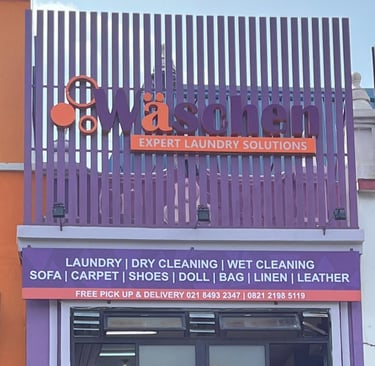 Wäschen
EXPERT LAUNDRY SOLUTIONS
LAUNDRY | DRY CLEANING | WET CLEANING
SOFA | CARPET | SHOES | DOLL | BAG | LINEN | LEATHER
FREE PICK UP & DELIVERY 021 8493 2347 | 0821 2198 5119